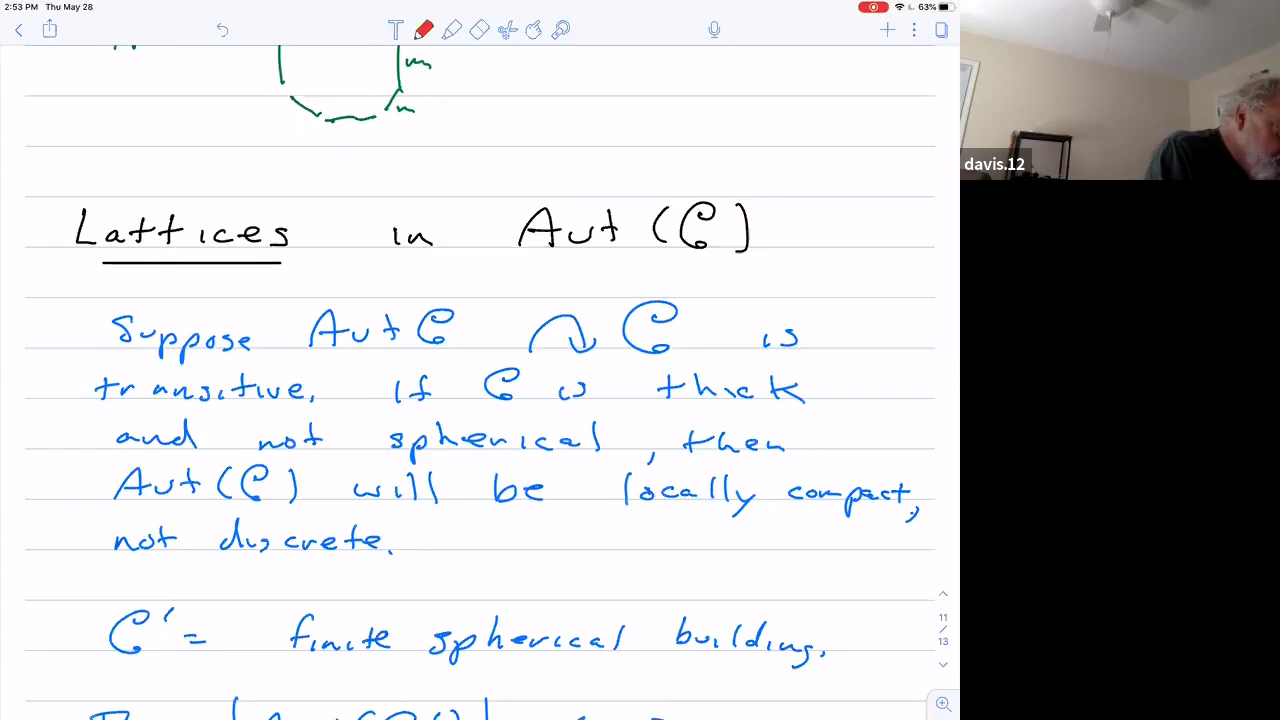 2:53 PM Thu May 28
63%
m
m
Lattices in Aut (C)
Suppose Aut C ↷ C is
transitive. If C is thick
and not spherical, then
Aut (C) will be locally compact,
not discrete.
C' = finite spherical building.
11
/
13
davis.12